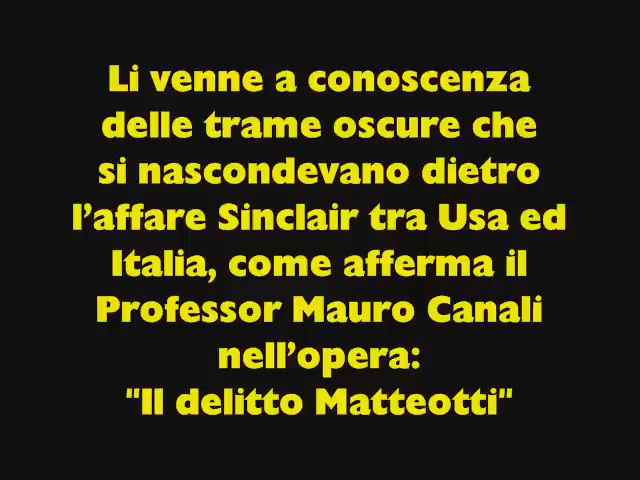 Li venne a conoscenza
delle trame oscure che
si nascondevano dietro
l’affare Sinclair tra Usa ed
Italia, come afferma il
Professor Mauro Canali
nell’opera:
"Il delitto Matteotti"